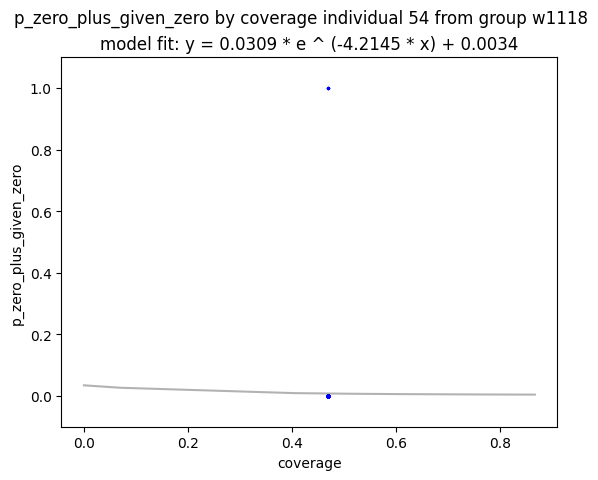 p_zero_plus_given_zero by coverage individual 54 from group w1118
model fit: y = 0.0309 * e ^ (-4.2145 * x) + 0.0034
1.0
0.8
0.6
0.4
0.2
0.0
p_zero_plus_given_zero
0.0 0.2 0.4 0.6 0.8
coverage